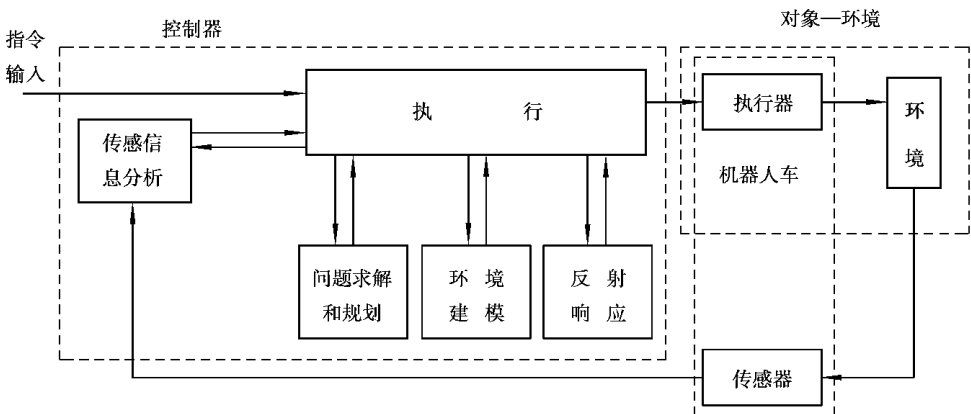 对象—环境
控制器
指令
输入
执行
执行器
环
境
传感信
息分析
机器人车
问题求解
和规划
环境
建模
反射
响应
传感器